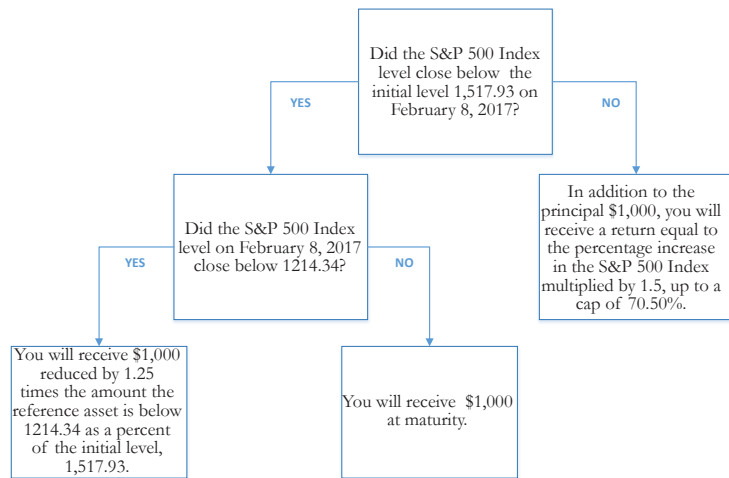 Did the S&P 500 Index
level close below the
initial level 1,517.93 on
February 8, 2017?
YES
NO
Did the S&P 500 Index
level on February 8, 2017
close below 1214.34?
In addition to the
principal $1,000, you will
receive a return equal to
the percentage increase
in the S&P 500 Index
multiplied by 1.5, up to a
cap of 70.50%.
YES
NO
You will receive $1,000
reduced by 1.25
times the amount the
reference asset is below
1214.34 as a percent
of the initial level,
1,517.93.
You will receive $1,000
at maturity.